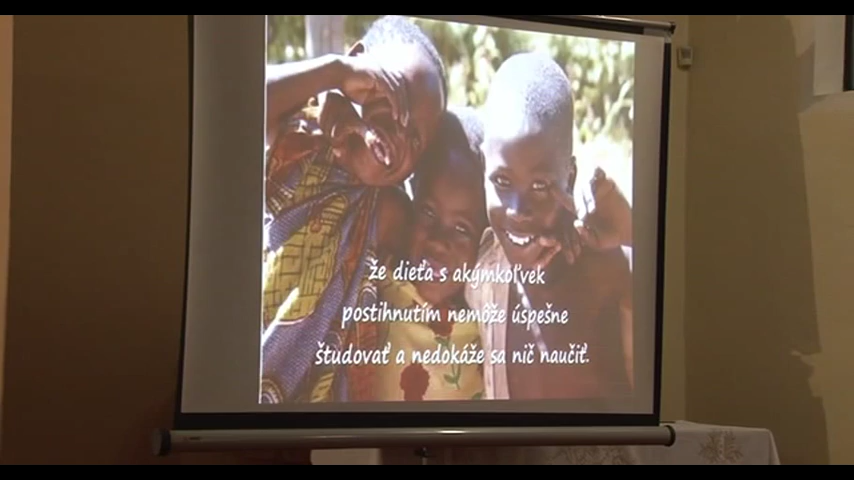 že dieťa s akýmkoľvek
postihnutím nemôže úspešne
študovať a nedokáže sa nič naučiť.